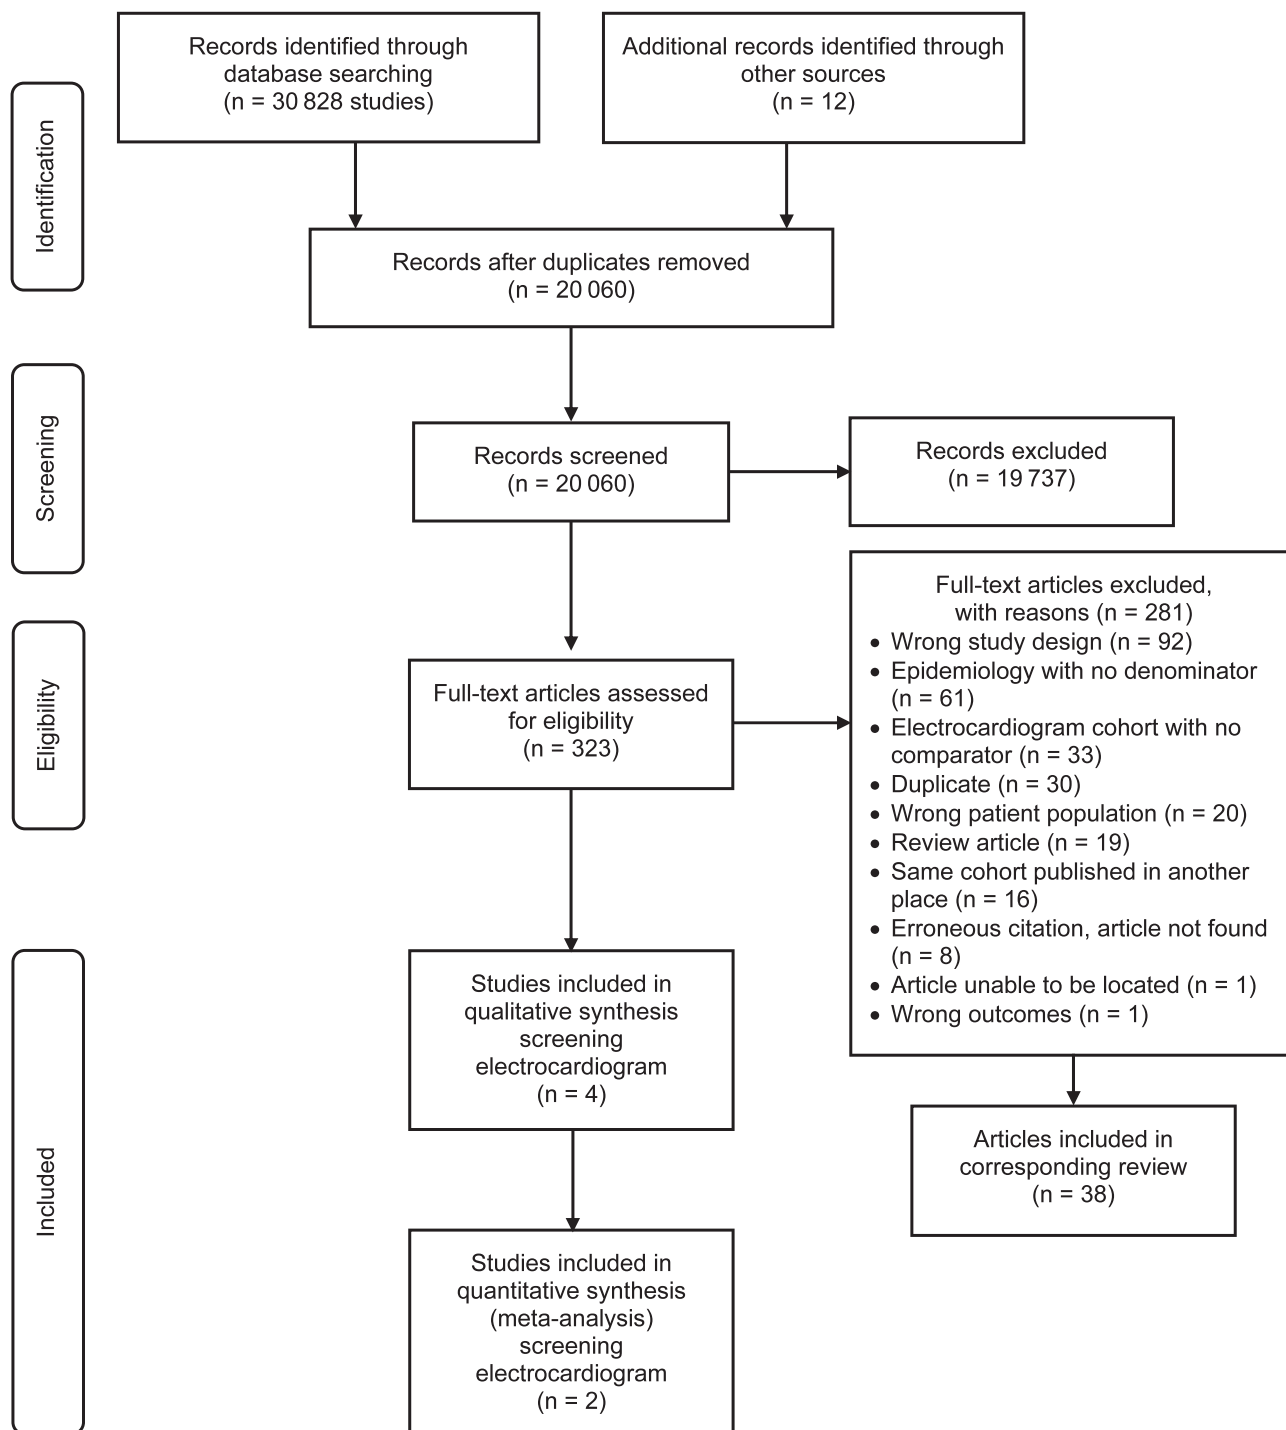 Identification
Records identified through
database searching
(n = 30 828 studies)
Additional records identified through
other sources
(n = 12)
Records after duplicates removed
(n = 20 060)
Screening
Records screened
(n = 20 060)
Records excluded
(n = 19 737)
Eligibility
Full-text articles assessed
for eligibility
(n = 323)
Full-text articles excluded,
with reasons (n = 281)
• Wrong study design (n = 92)
• Epidemiology with no denominator
(n = 61)
• Electrocardiogram cohort with no
comparator (n = 33)
• Duplicate (n = 30)
• Wrong patient population (n = 20)
• Review article (n = 19)
• Same cohort published in another
place (n = 16)
• Erroneous citation, article not found
(n = 8)
• Article unable to be located (n = 1)
• Wrong outcomes (n = 1)
Included
Studies included in
qualitative synthesis
screening
electrocardiogram
(n = 4)
Articles included in
corresponding review
(n = 38)
Studies included in
quantitative synthesis
(meta-analysis)
screening
electrocardiogram
(n = 2)